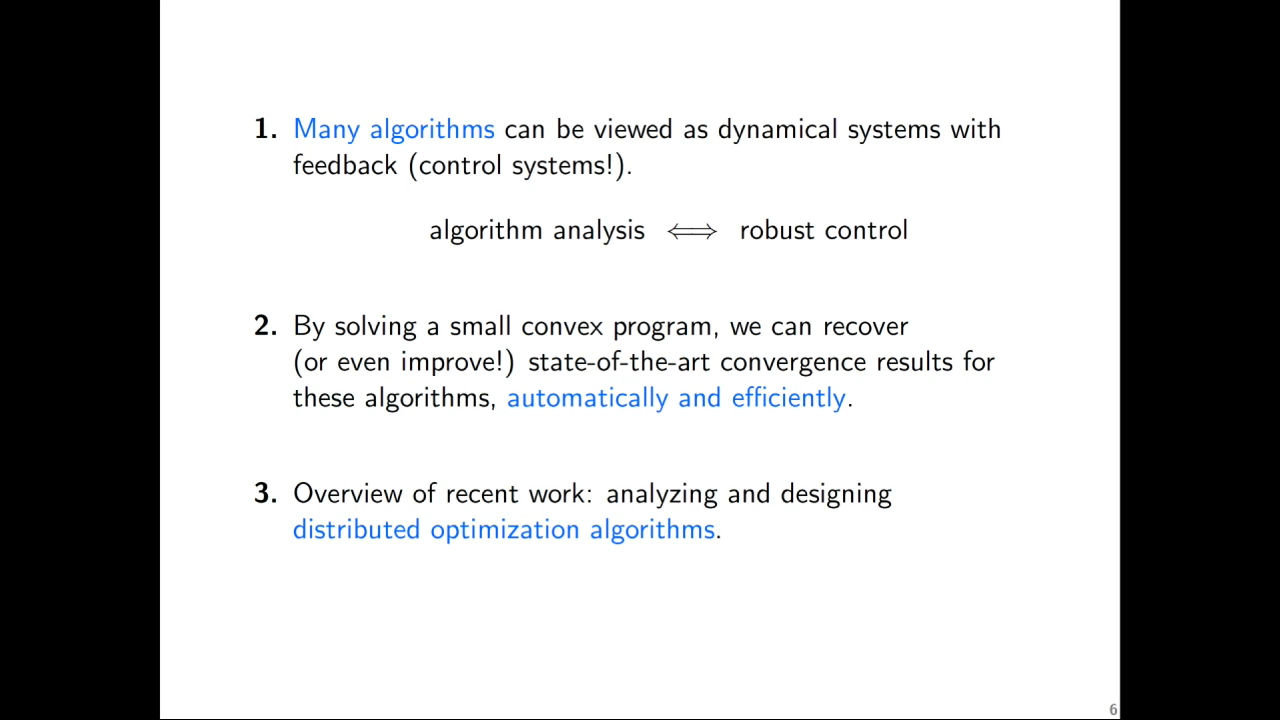 1. Many algorithms can be viewed as dynamical systems with
feedback (control systems!).
algorithm analysis ⟺ robust control
2. By solving a small convex program, we can recover
(or even improve!) state-of-the-art convergence results for
these algorithms, automatically and efficiently.
3. Overview of recent work: analyzing and designing
distributed optimization algorithms.
6